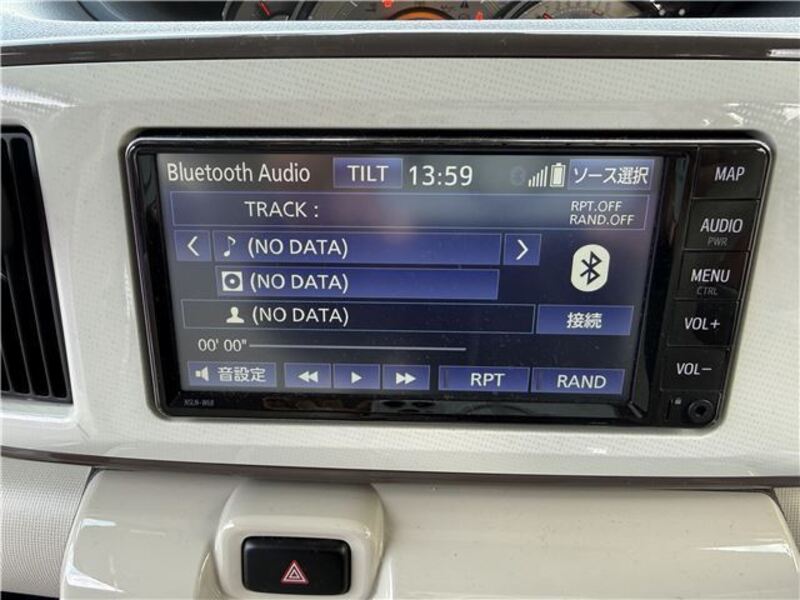 Bluetooth Audio TILT 13:59 ソース選択 MAP
TRACK : RPT.OFF
RAND.OFF
AUDIO
PWR
(NO DATA)
(NO DATA)
MENU
CTRL
(NO DATA) 接続
VOL+
00' 00"
VOL-
音設定 RPT RAND